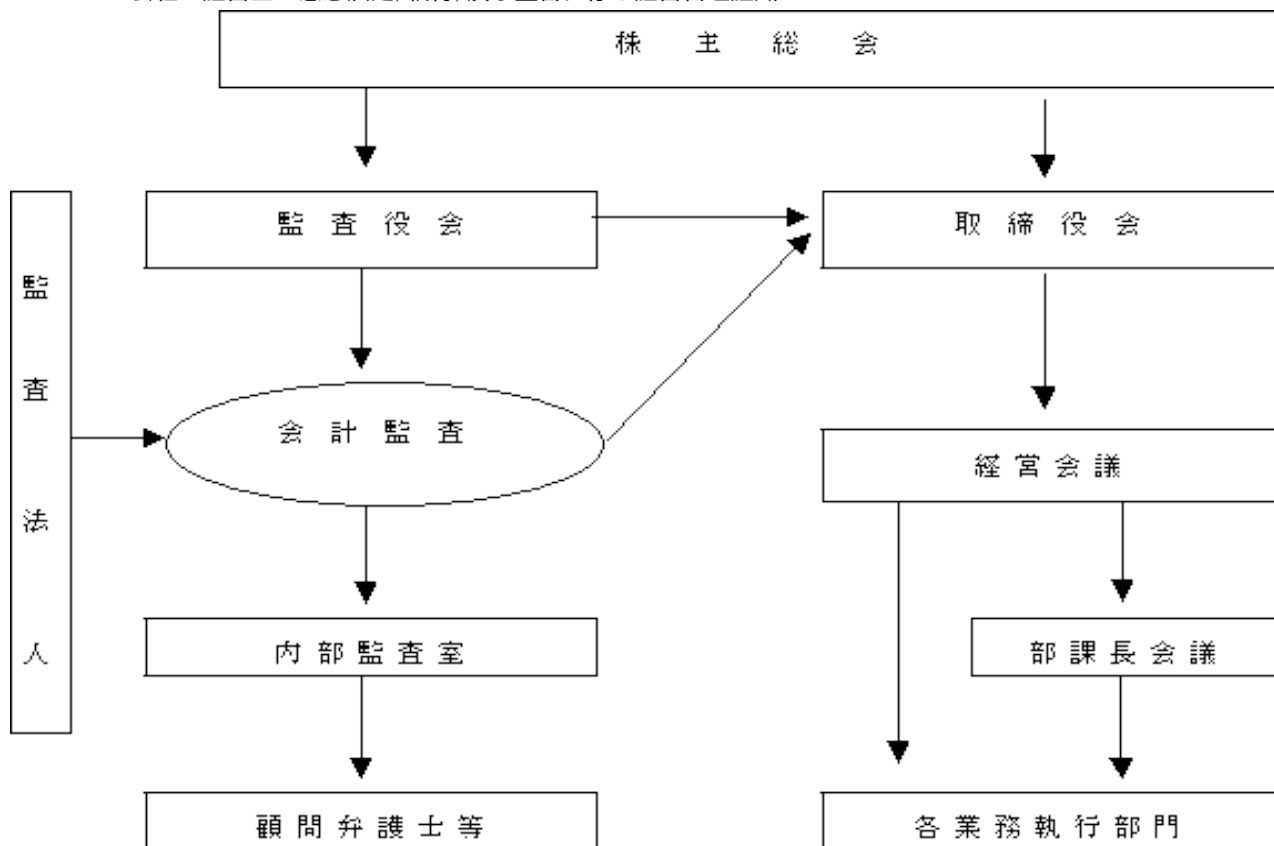 株主総会
監査役会
取締役会
監査法人
会計監査
経営会議
内部監査室
部課長会議
顧問弁護士等
各業務執行部門